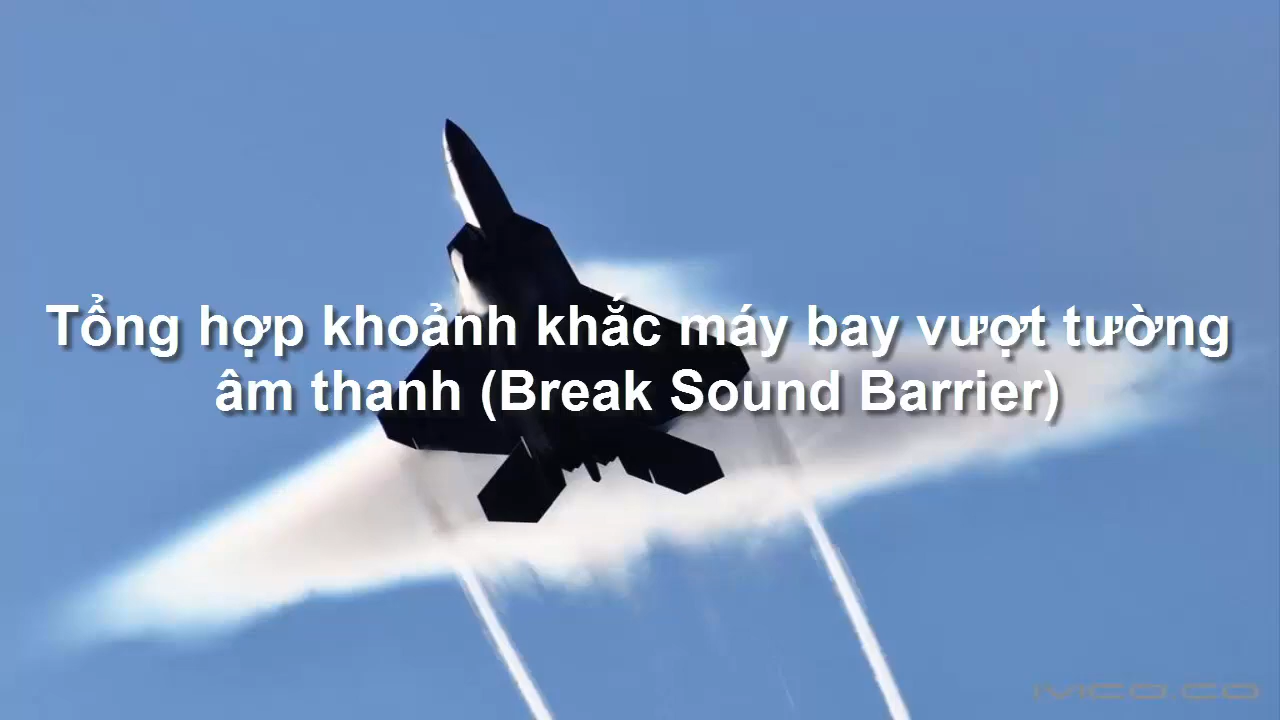 Tổng hợp khoảnh khắc máy bay vượt tường
âm thanh (Break Sound Barrier)